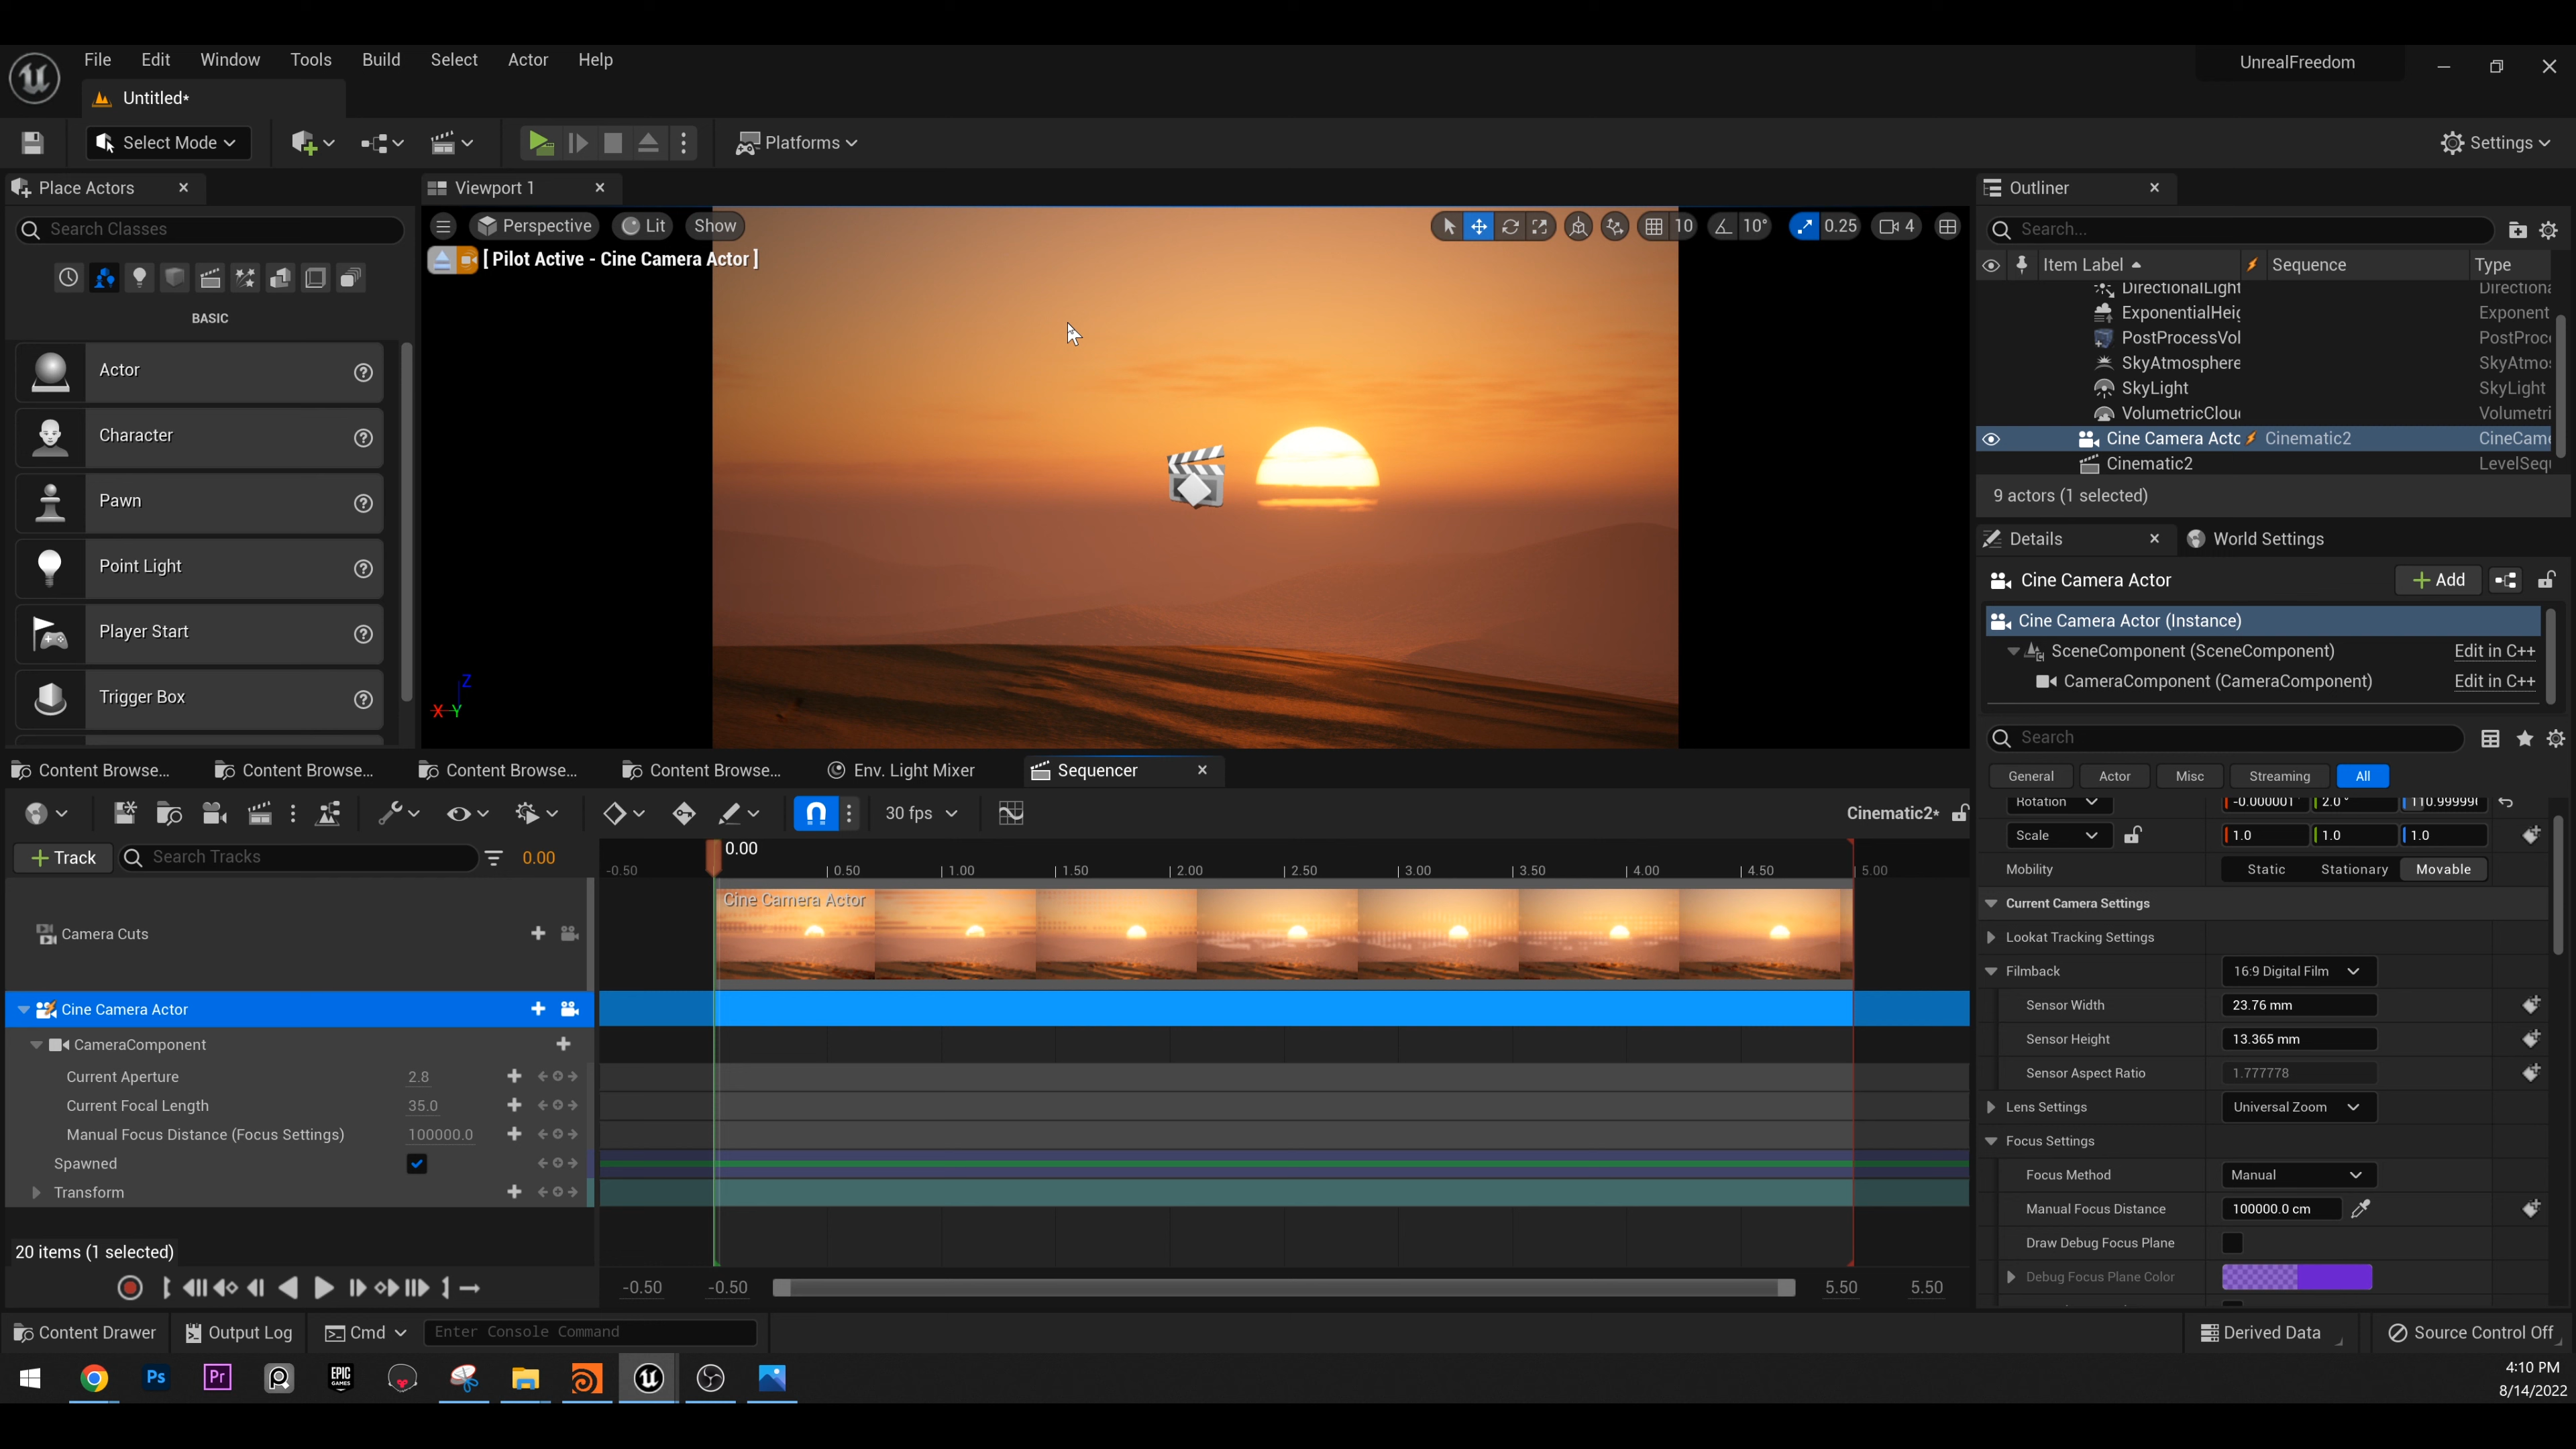 File Edit Window Tools Build Select Actor Help
UnrealFreedom
Untitled*
Select Mode
Platforms
Settings
Place Actors
Viewport 1
Outliner
Search Classes
Perspective
Lit
Show
10
10°
0.25
4
Search...
[ Pilot Active - Cine Camera Actor ]
Item Label
Sequence
Type
BASIC
DirectionalLight
Directiona
ExponentialHeig
Exponent
PostProcessVol
PostProc
SkyAtmosphere
SkyAtmo
SkyLight
SkyLight
VolumetricClou
Volumetri
Cine Camera Acto
Cinematic2
CineCame
Cinematic2
LevelSeq
9 actors (1 selected)
Actor
Character
Pawn
Point Light
Player Start
Trigger Box
Z
X Y
Details
World Settings
Cine Camera Actor
Add
Cine Camera Actor (Instance)
SceneComponent (SceneComponent)
Edit in C++
CameraComponent (CameraComponent)
Edit in C++
Search
General Actor Misc Streaming All
Content Browse...
Content Browse...
Content Browse...
Content Browse...
Env. Light Mixer
Sequencer
30 fps
Cinematic2*
Track
Search Tracks
0.00
0.00
-0.50 0.50 1.00 1.50 2.00 2.50 3.00 3.50 4.00 4.50 5.00
Camera Cuts
Cine Camera Actor
Cine Camera Actor
CameraComponent
Current Aperture 2.8
Current Focal Length 35.0
Manual Focus Distance (Focus Settings) 100000.0
Spawned
Transform
20 items (1 selected)
-0.50 -0.50 5.50 5.50
Rotation -0.000001 2.0 ° 110.999990
Scale 1.0 1.0 1.0
Mobility Static Stationary Movable
Current Camera Settings
Lookat Tracking Settings
Filmback 16:9 Digital Film
Sensor Width 23.76 mm
Sensor Height 13.365 mm
Sensor Aspect Ratio 1.777778
Lens Settings Universal Zoom
Focus Settings
Focus Method Manual
Manual Focus Distance 100000.0 cm
Draw Debug Focus Plane
Debug Focus Plane Color
Content Drawer
Output Log
Cmd
Enter Console Command
Derived Data
Source Control Off
Ps
Pr
EPIC
GAMES
4:10 PM
8/14/2022